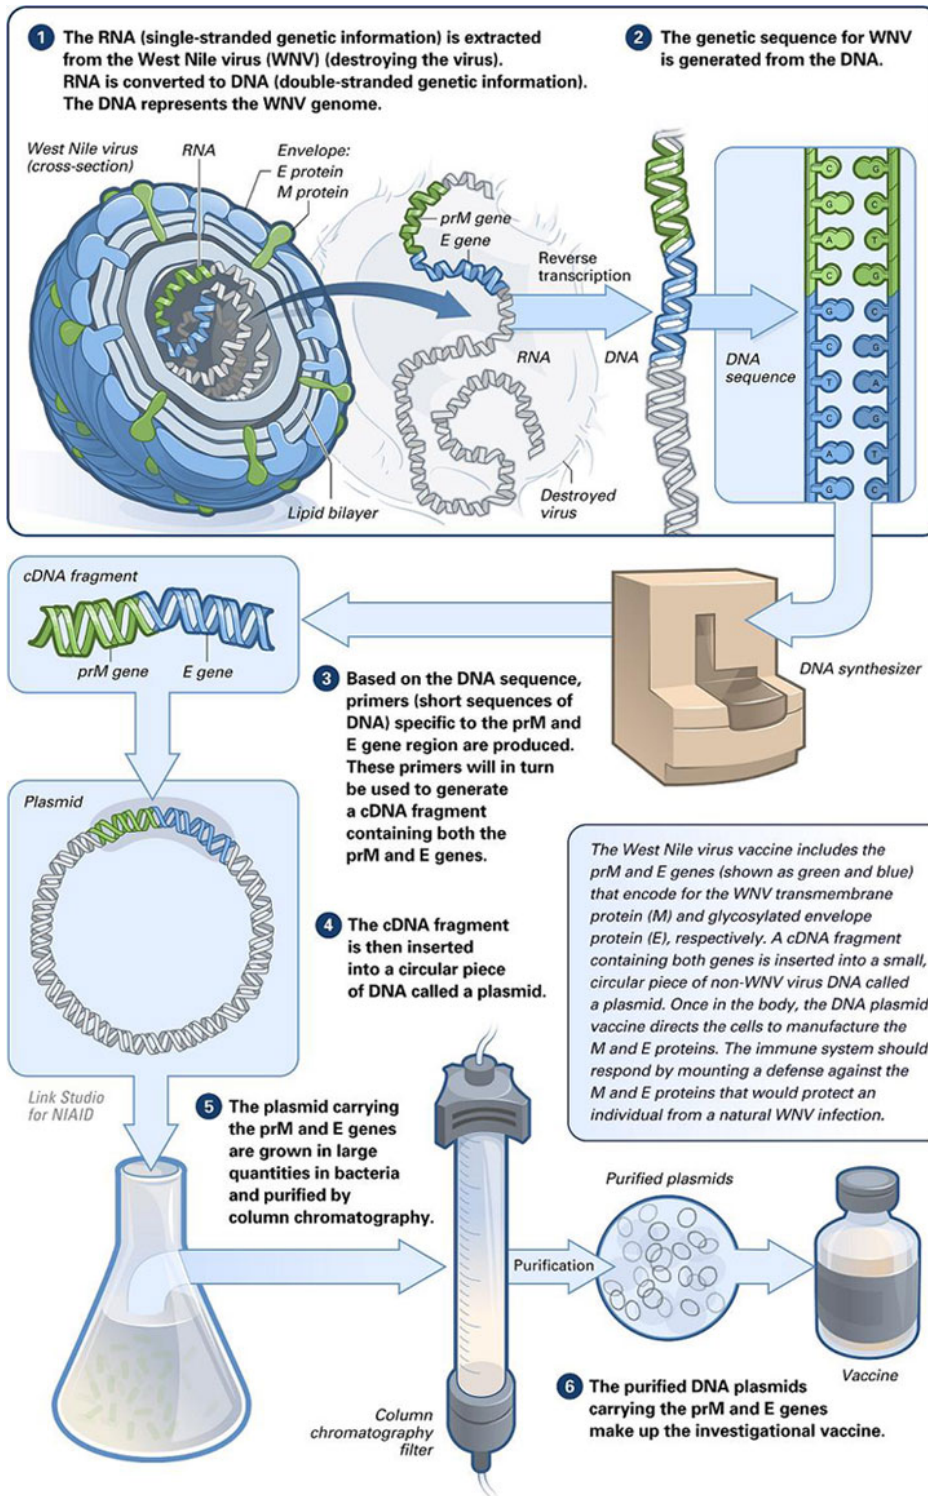 1 The RNA (single-stranded genetic information) is extracted
from the West Nile virus (WNV) (destroying the virus).
RNA is converted to DNA (double-stranded genetic information).
The DNA represents the WNV genome.
2 The genetic sequence for WNV
is generated from the DNA.
West Nile virus
(cross-section)
RNA
Envelope:
E protein
M protein
prM gene
E gene
Reverse
transcription
RNA
DNA
DNA
sequence
C G
G C
A T
C G
G C
C G
T A
C G
A T
G C
Lipid bilayer
Destroyed
virus
cDNA fragment
prM gene
E gene
DNA synthesizer
3 Based on the DNA sequence,
primers (short sequences of
DNA) specific to the prM and
E gene region are produced.
These primers will in turn
be used to generate
a cDNA fragment
containing both the
prM and E genes.
Plasmid
4 The cDNA fragment
is then inserted
into a circular piece
of DNA called a plasmid.
The West Nile virus vaccine includes the
prM and E genes (shown as green and blue)
that encode for the WNV transmembrane
protein (M) and glycosylated envelope
protein (E), respectively. A cDNA fragment
containing both genes is inserted into a small,
circular piece of non-WNV virus DNA called
a plasmid. Once in the body, the DNA plasmid
vaccine directs the cells to manufacture the
M and E proteins. The immune system should
respond by mounting a defense against the
M and E proteins that would protect an
individual from a natural WNV infection.
Link Studio
for NIAID
5 The plasmid carrying
the prM and E genes
are grown in large
quantities in bacteria
and purified by
column chromatography.
Purified plasmids
Purification
Vaccine
Column
chromatography
filter
6 The purified DNA plasmids
carrying the prM and E genes
make up the investigational vaccine.